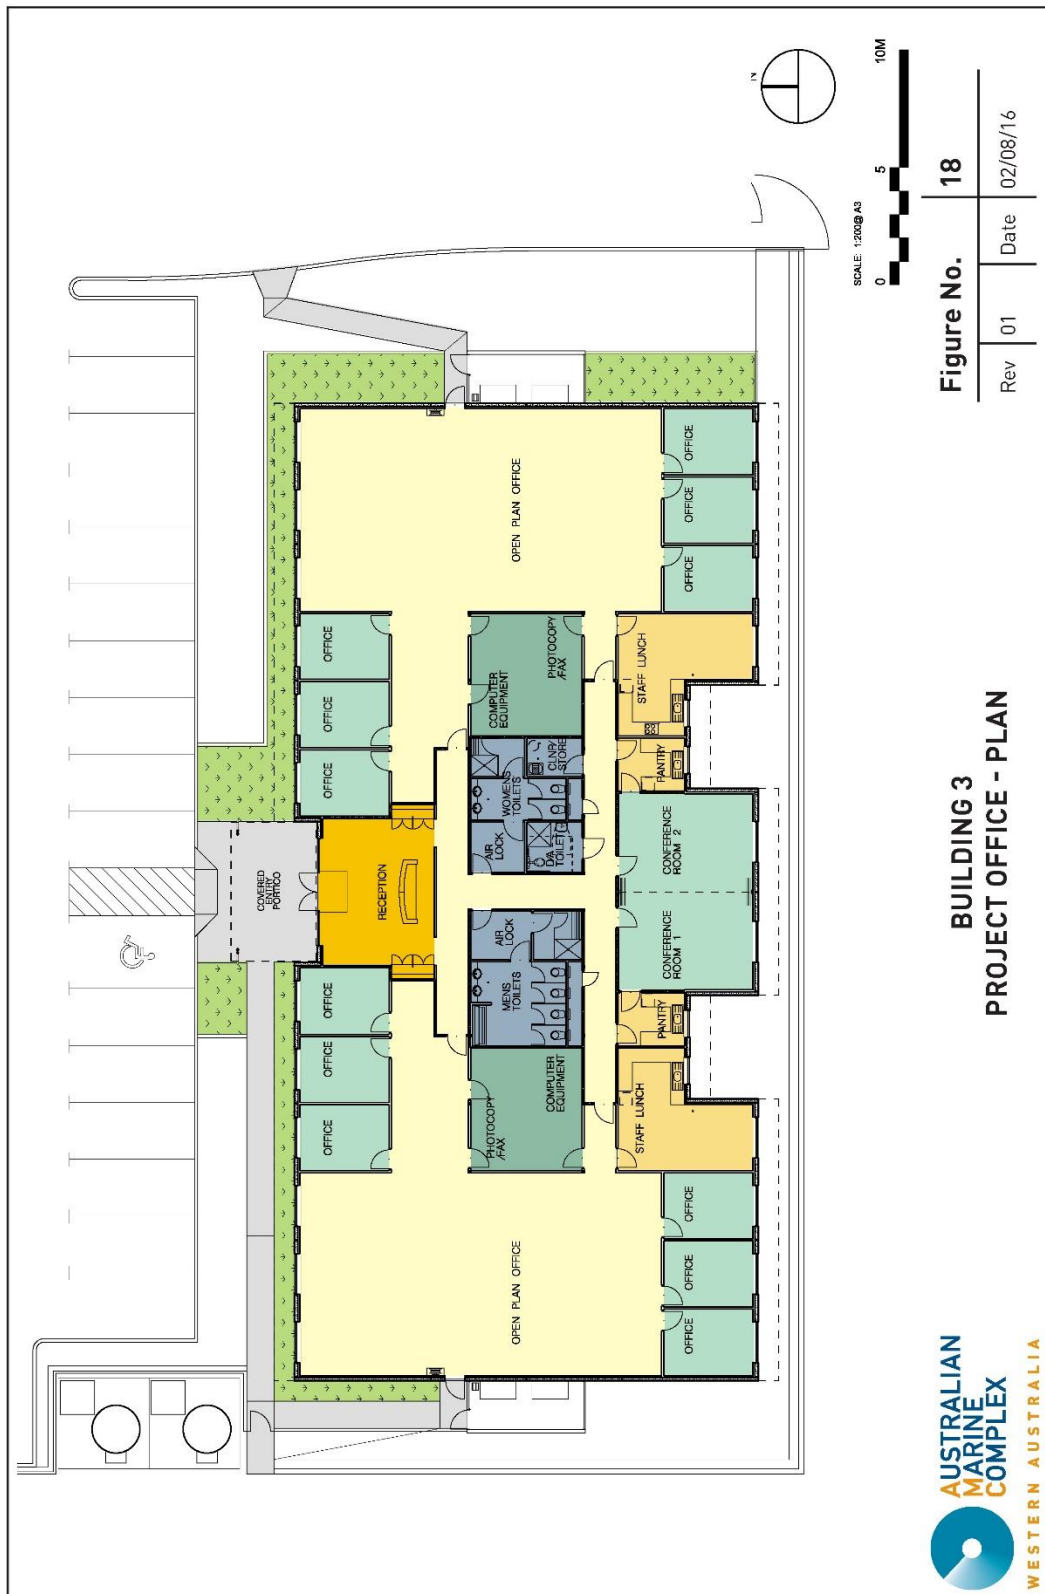 N
SCALE: 1:200@ A3
0
5
10M
COVERED
ENTRY
PORTICO
RECEPTION
OFFICE
OFFICE
OFFICE
OFFICE
OFFICE
OFFICE
OPEN PLAN OFFICE
PHOTOCOPY
/FAX
COMPUTER
EQUIPMENT
MENS
TOILETS
AIR
LOCK
AIR
LOCK
WOMENS
TOILETS
D/A
TOILET
CLNR/
STORE
COMPUTER
EQUIPMENT
PHOTOCOPY
/FAX
OPEN PLAN OFFICE
OFFICE
OFFICE
OFFICE
STAFF LUNCH
PANTRY
CONFERENCE
ROOM 1
CONFERENCE
ROOM 2
PANTRY
STAFF LUNCH
OFFICE
OFFICE
OFFICE
AUSTRALIAN
MARINE
COMPLEX
WESTERN AUSTRALIA
BUILDING 3
PROJECT OFFICE - PLAN
Figure No. 18
Rev 01 Date 02/08/16